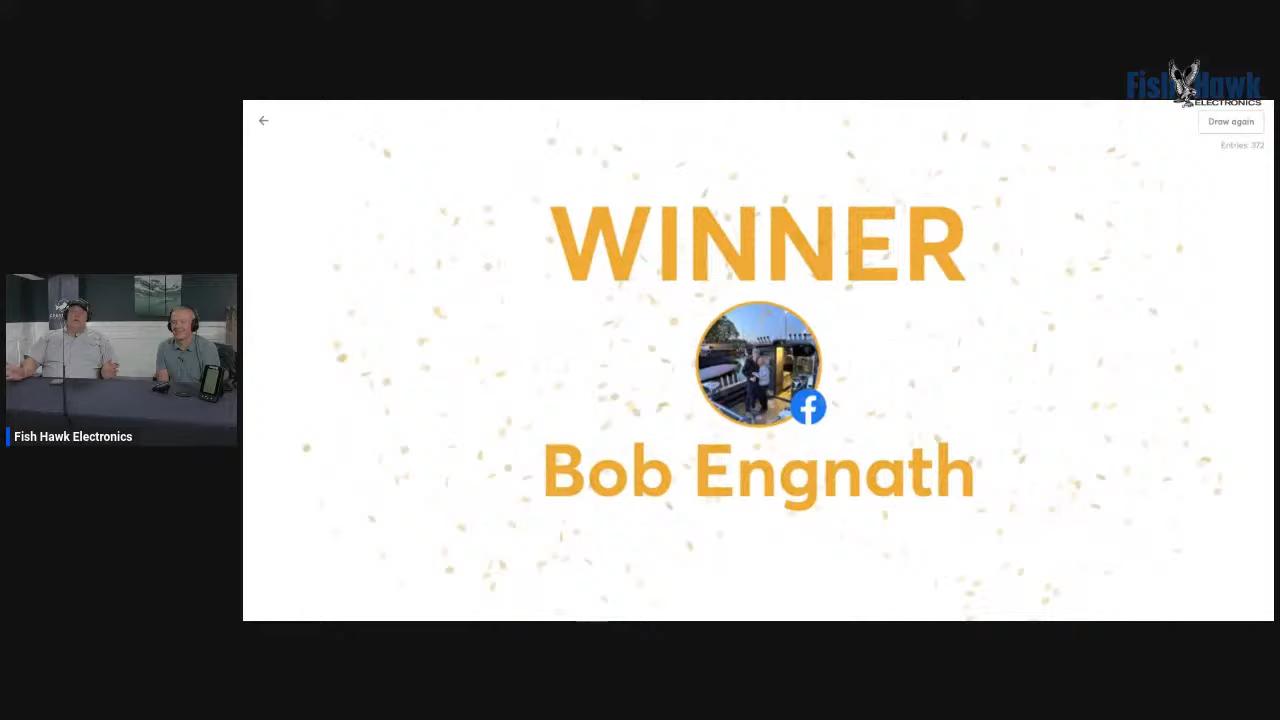 Fish Hawk
ELECTRONICS
Draw again
Entries: 372
WINNER
Bob Engnath
Fish Hawk Electronics